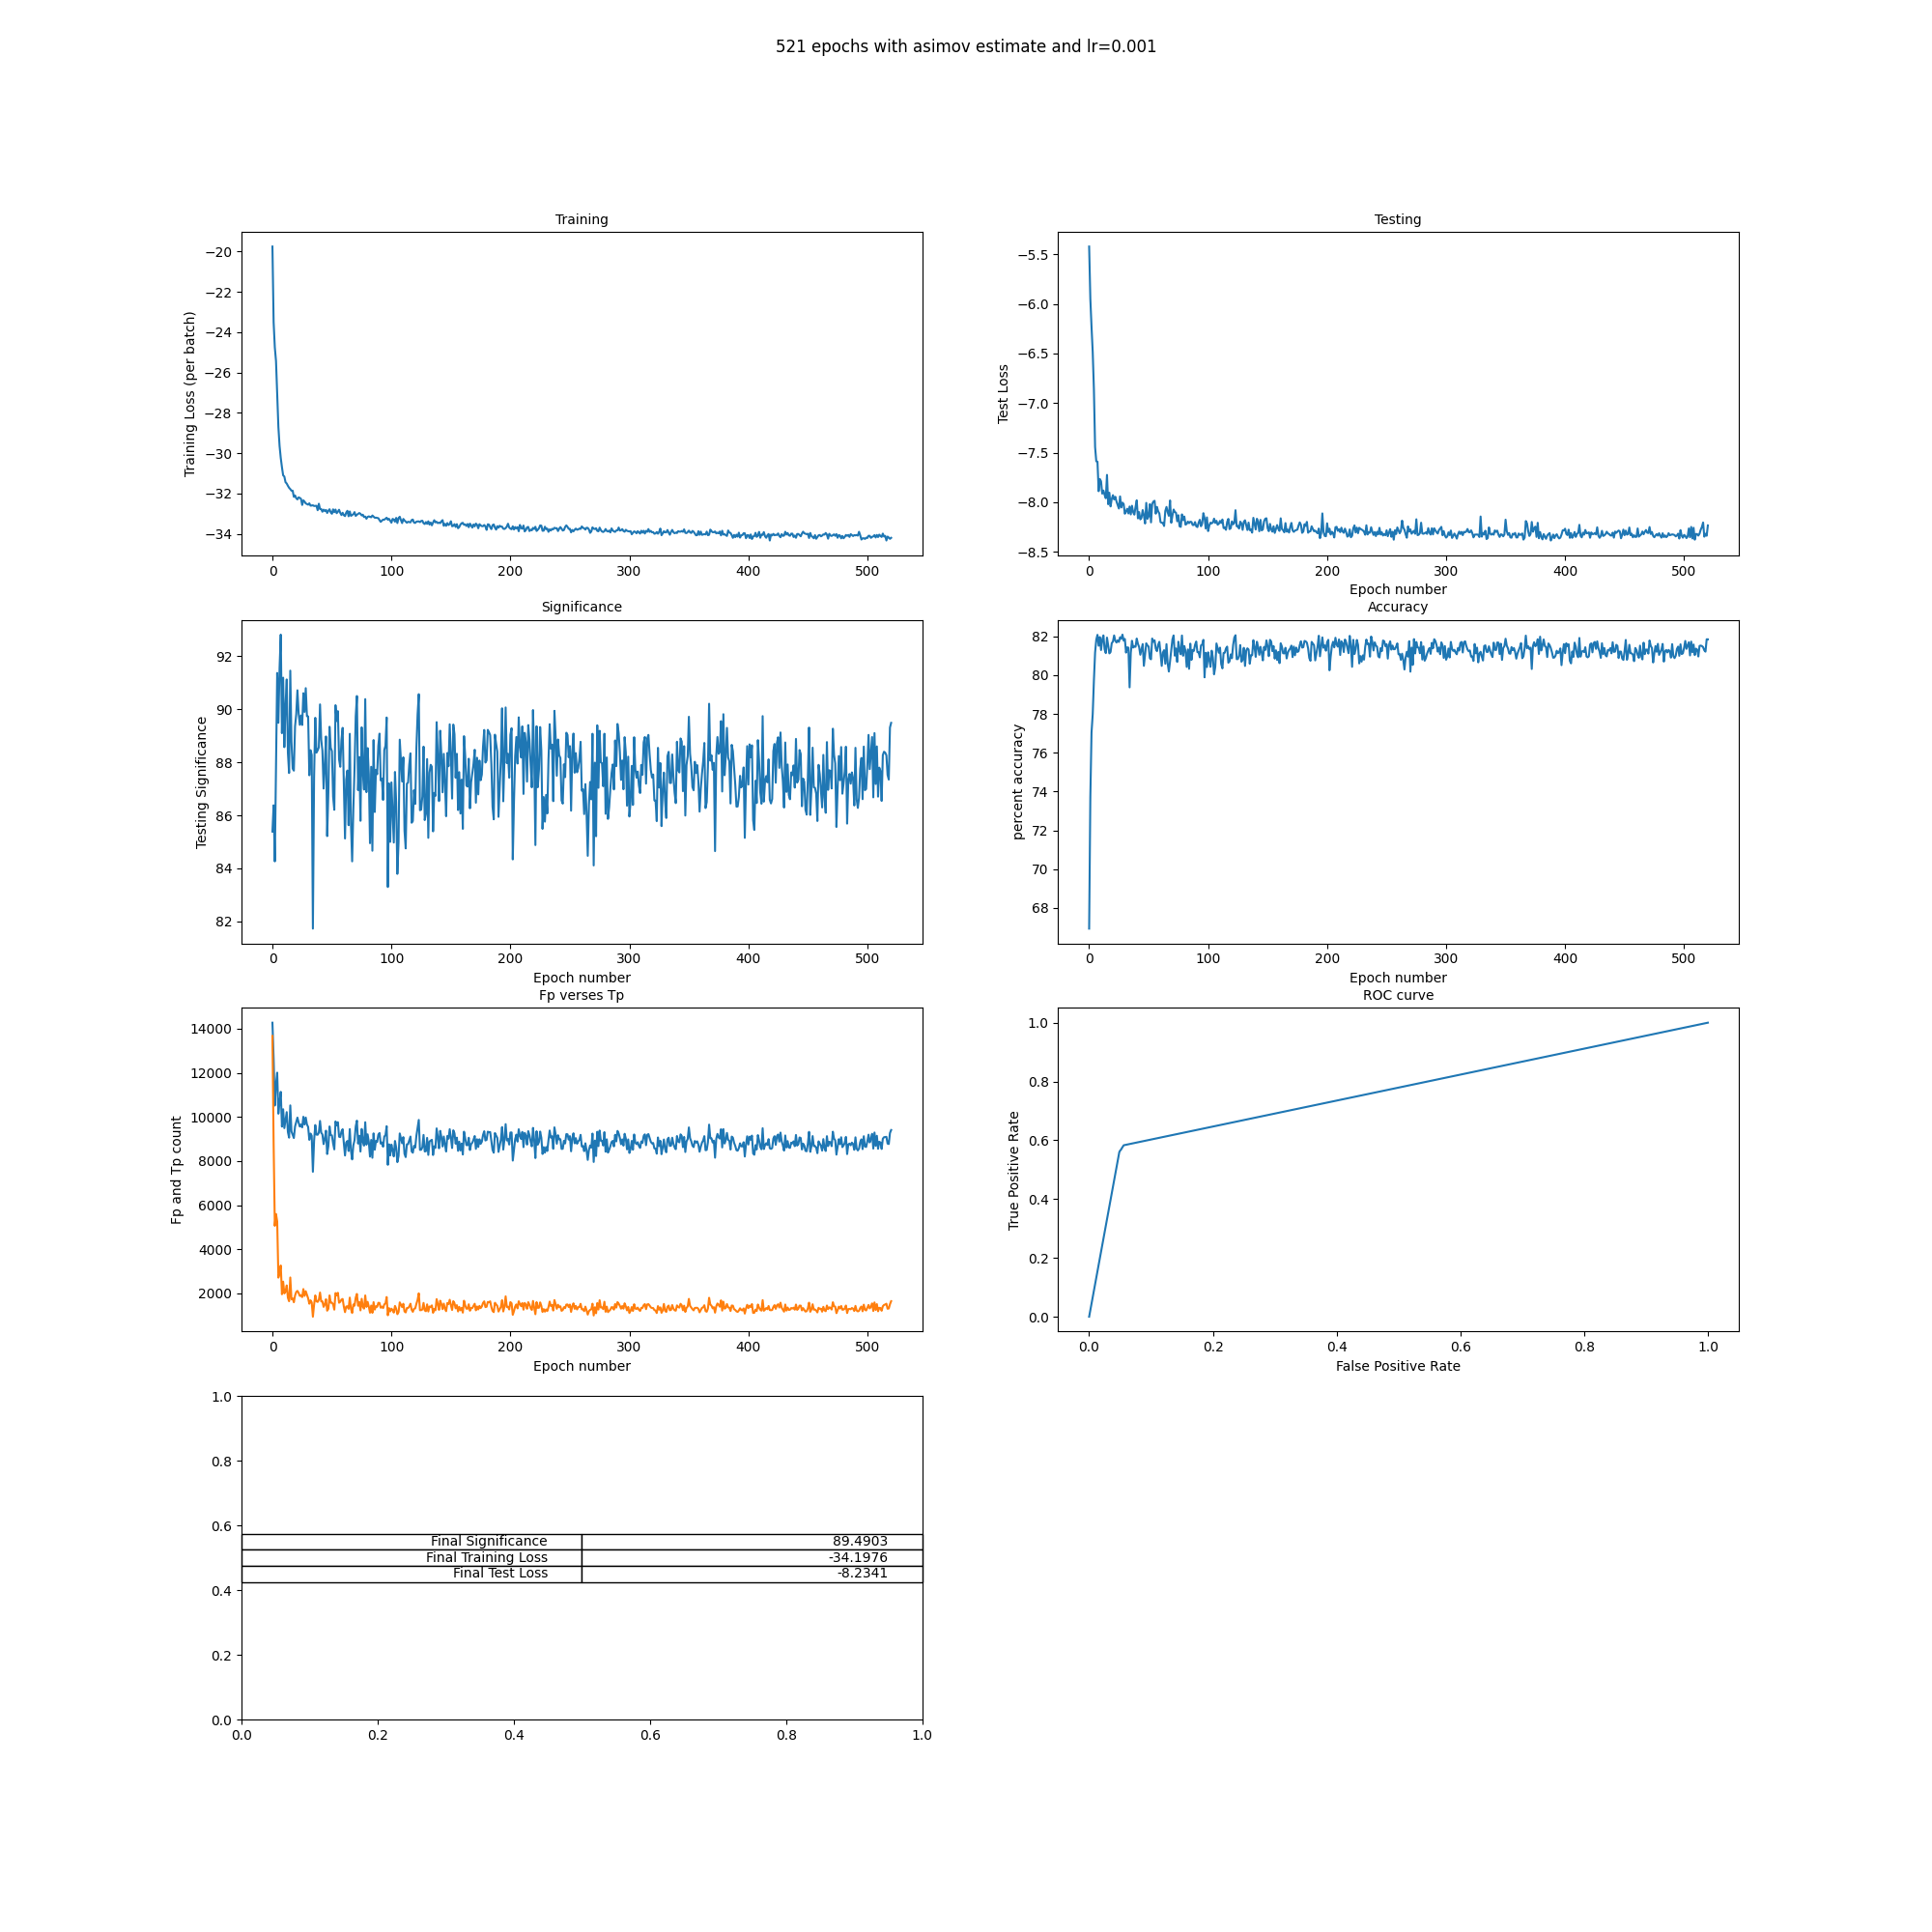 521 epochs with asimov estimate and lr=0.001
Training
Training Loss (per batch)
−20
−22
−24
−26
−28
−30
−32
−34
0 100 200 300 400 500
Testing
Test Loss
−5.5
−6.0
−6.5
−7.0
−7.5
−8.0
−8.5
0 100 200 300 400 500
Epoch number
Significance
Testing Significance
92
90
88
86
84
82
0 100 200 300 400 500
Epoch number
Accuracy
percent accuracy
82
80
78
76
74
72
70
68
0 100 200 300 400 500
Epoch number
Fp verses Tp
Fp and Tp count
14000
12000
10000
8000
6000
4000
2000
0 100 200 300 400 500
Epoch number
ROC curve
True Positive Rate
1.0
0.8
0.6
0.4
0.2
0.0
0.0 0.2 0.4 0.6 0.8 1.0
False Positive Rate
1.0
0.8
0.6
Final Significance 89.4903
Final Training Loss -34.1976
Final Test Loss -8.2341
0.4
0.2
0.0
0.0 0.2 0.4 0.6 0.8 1.0